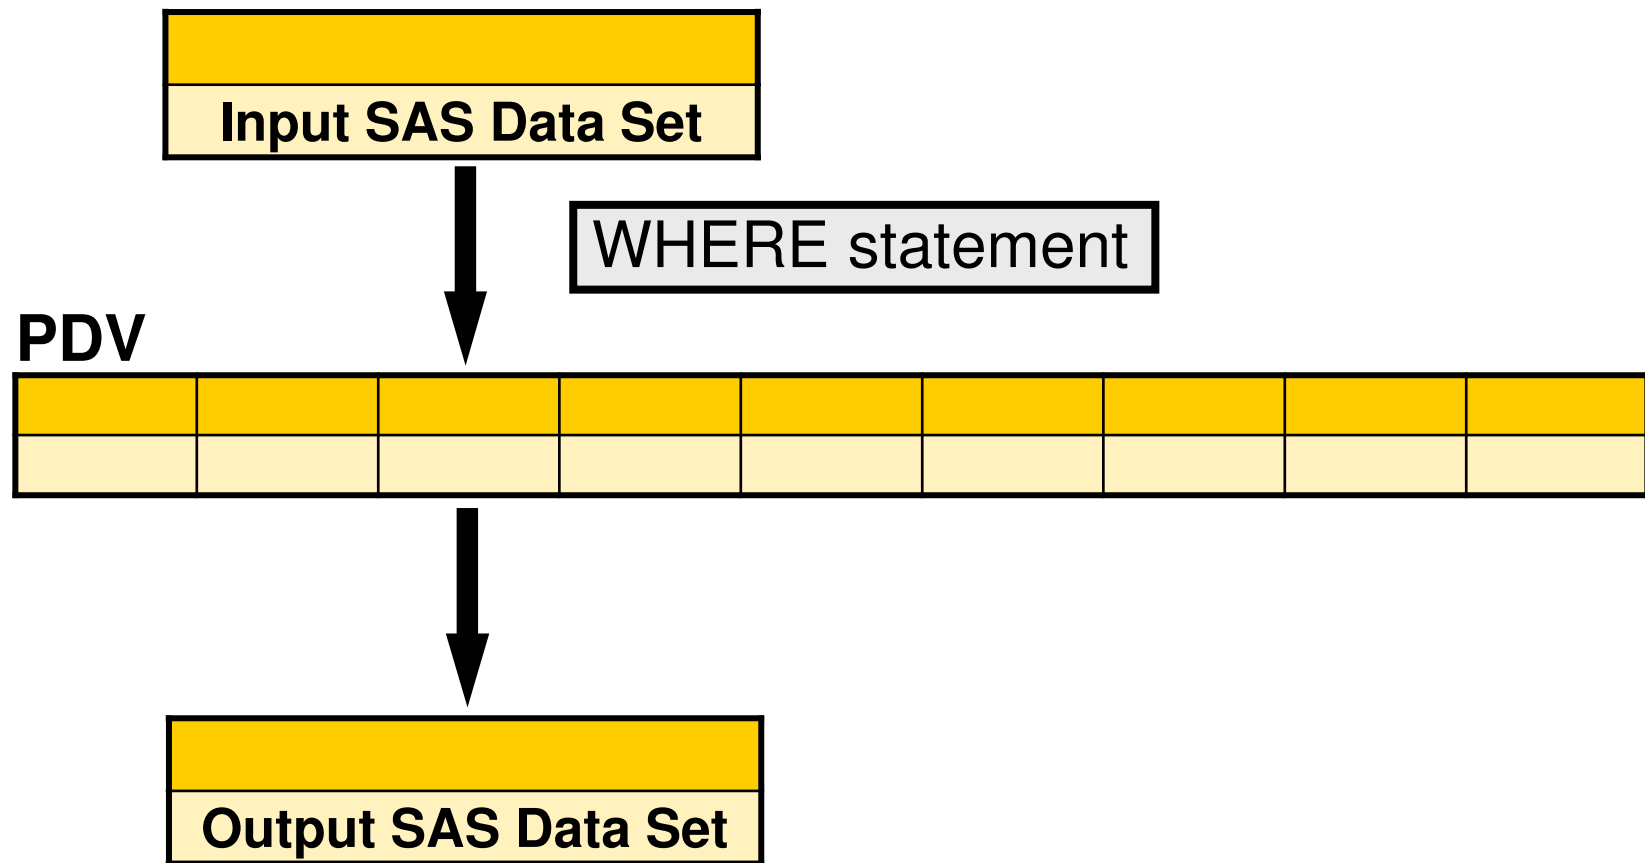 Input SAS Data Set
WHERE statement
PDV
Output SAS Data Set